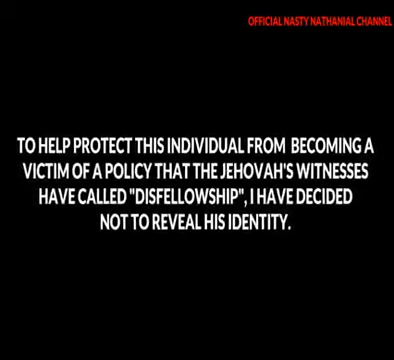 OFFICIAL NASTY NATHANIAL CHANNEL
TO HELP PROTECT THIS INDIVIDUAL FROM BECOMING A
VICTIM OF A POLICY THAT THE JEHOVAH'S WITNESSES
HAVE CALLED "DISFELLOWSHIP", I HAVE DECIDED
NOT TO REVEAL HIS IDENTITY.